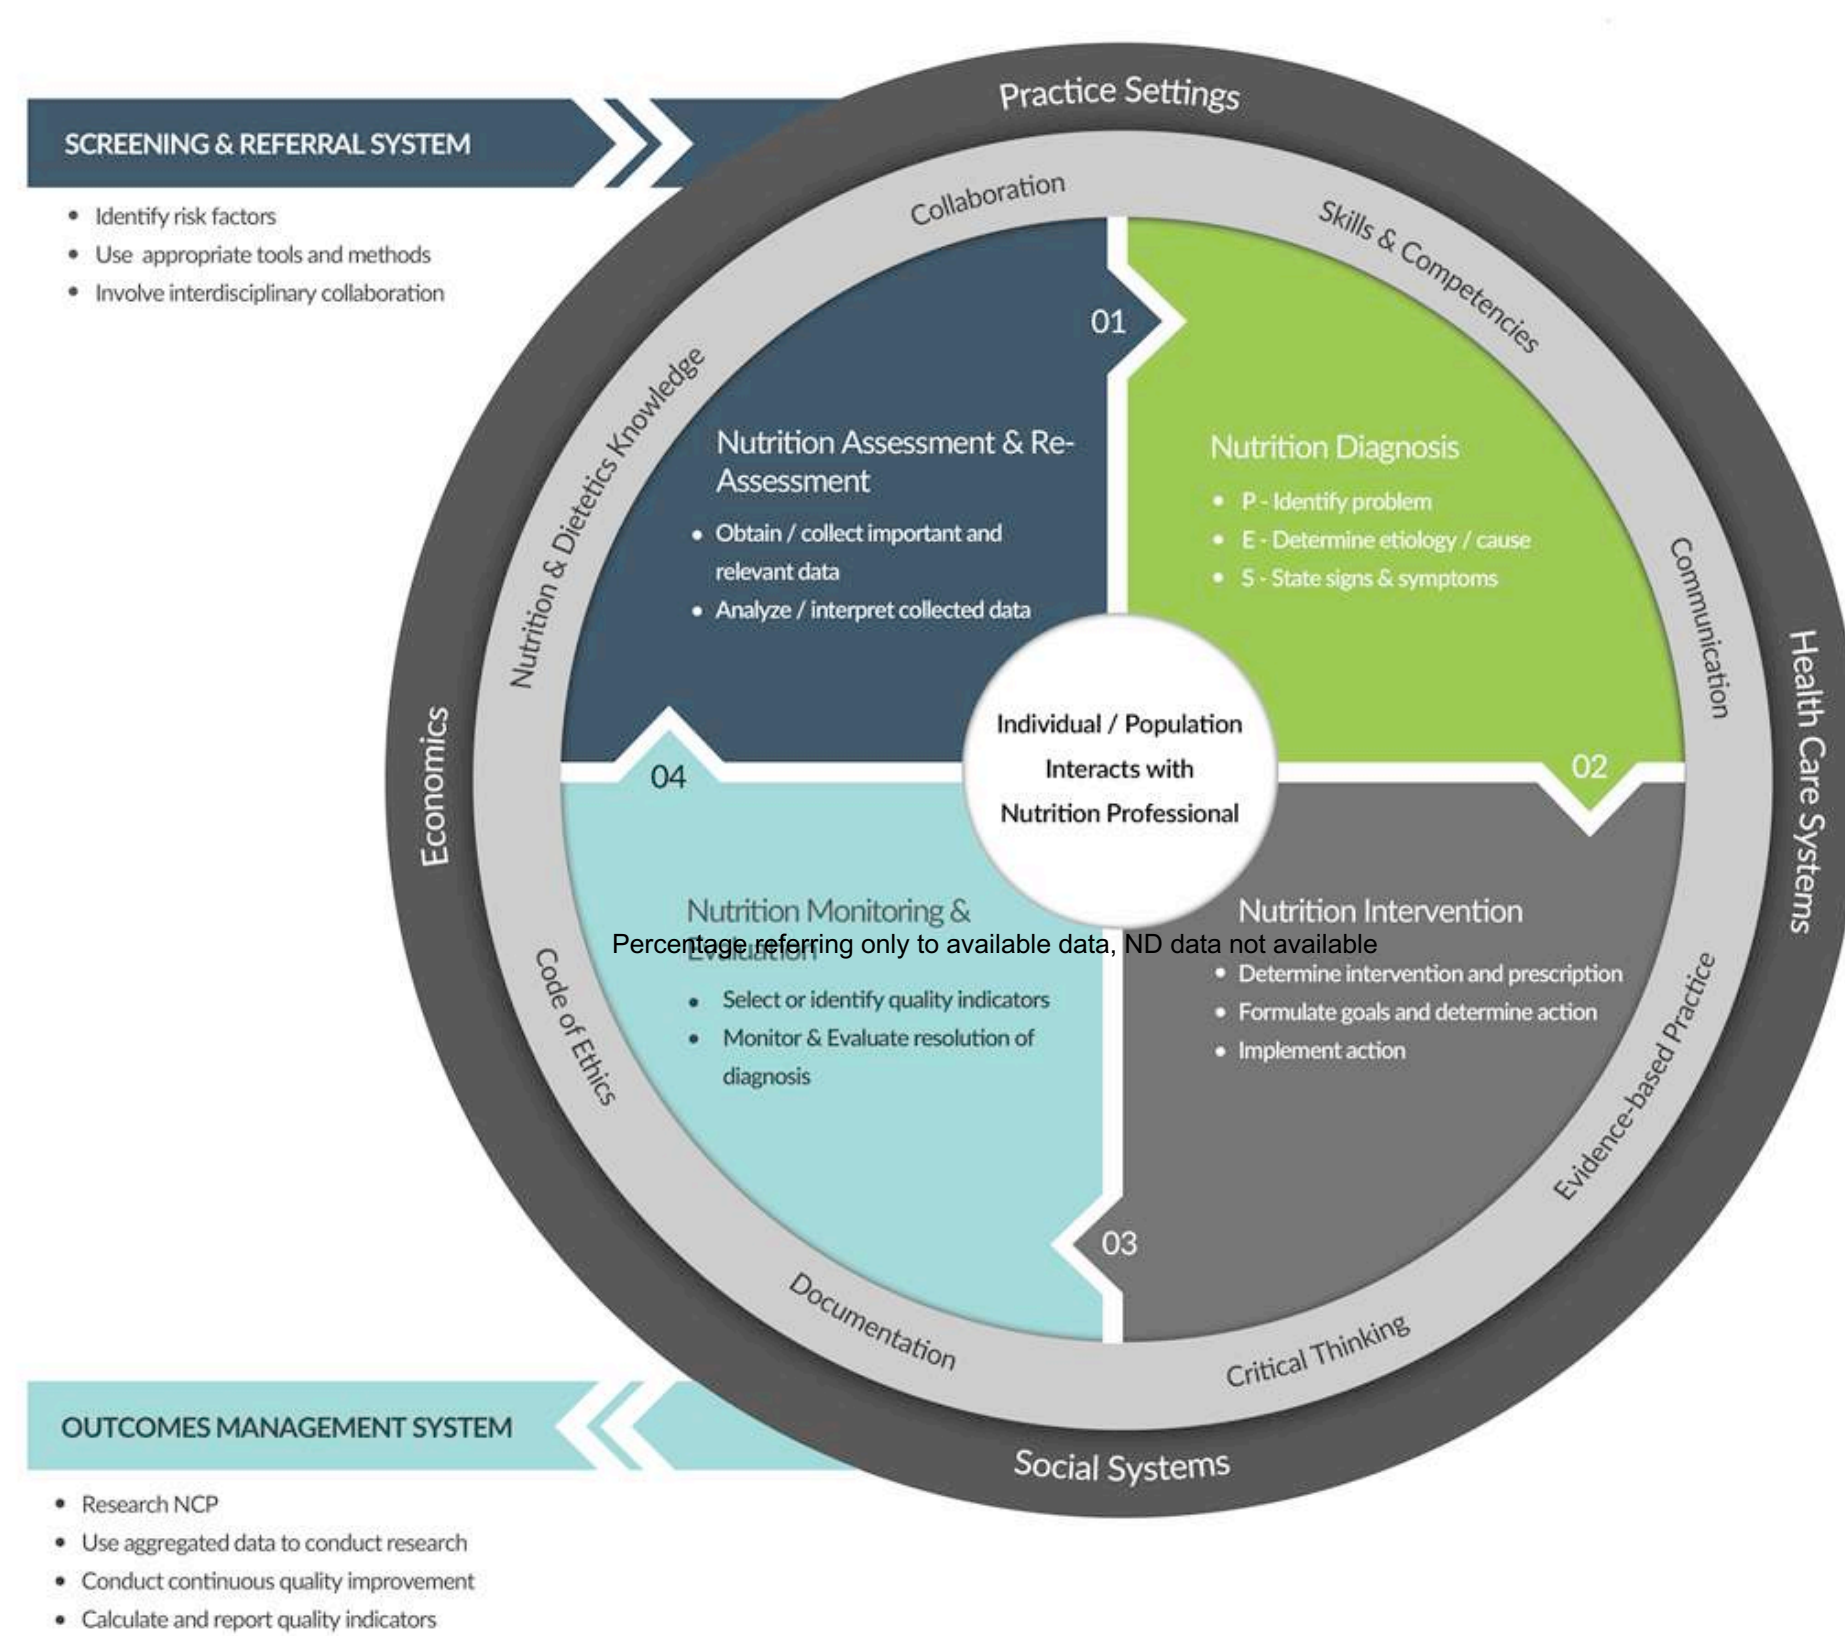 Practice Settings
SCREENING & REFERRAL SYSTEM
• Identify risk factors
• Use appropriate tools and methods
• Involve interdisciplinary collaboration
Collaboration
Skills & Competencies
Nutrition & Dietetics Knowledge
Communication
Economics
Health Care Systems
01
Nutrition Assessment & Re-
Assessment
• Obtain / collect important and
relevant data
• Analyze / interpret collected data
Nutrition Diagnosis
• P - Identify problem
• E - Determine etiology / cause
• S - State signs & symptoms
02
Individual / Population
Interacts with
Nutrition Professional
04
Nutrition Monitoring &
Evaluation
Percentage referring only to available data, ND data not available
• Select or identify quality indicators
• Monitor & Evaluate resolution of
diagnosis
Nutrition Intervention
• Determine intervention and prescription
• Formulate goals and determine action
• Implement action
03
Code of Ethics
Evidence-based Practice
Documentation
Critical Thinking
Social Systems
OUTCOMES MANAGEMENT SYSTEM
• Research NCP
• Use aggregated data to conduct research
• Conduct continuous quality improvement
• Calculate and report quality indicators